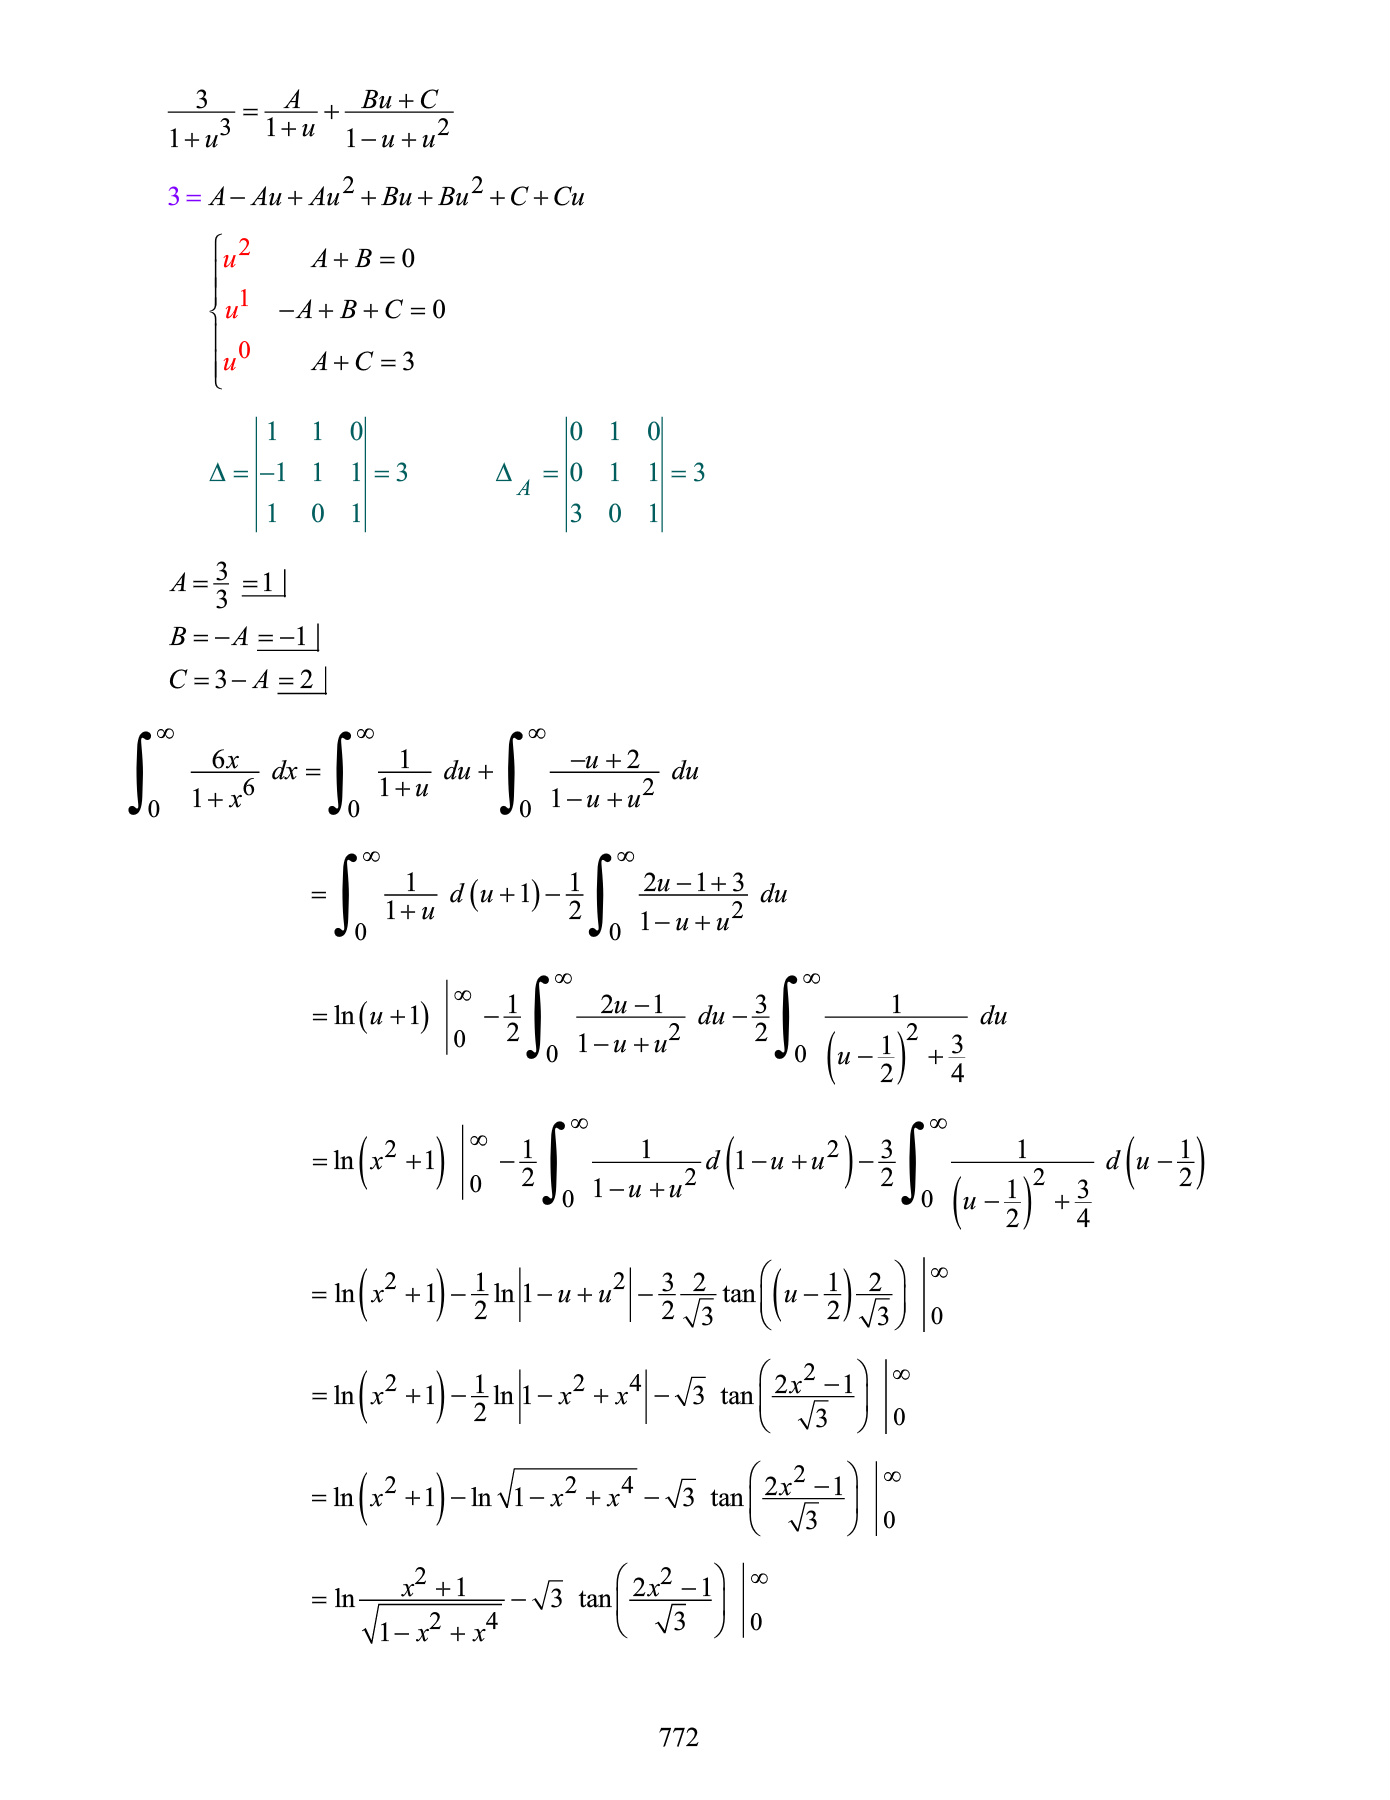 \frac{3}{1+u^3} = \frac{A}{1+u} + \frac{Bu+C}{1-u+u^2}
3 = A - Au + Au^2 + Bu + Bu^2 + C + Cu
u^2 A + B = 0
u^1 -A + B + C = 0
u^0 A + C = 3
\Delta = \begin{vmatrix} 1 & 1 & 0 \\ -1 & 1 & 1 \\ 1 & 0 & 1 \end{vmatrix} = 3 \quad \Delta_A = \begin{vmatrix} 0 & 1 & 0 \\ 0 & 1 & 1 \\ 3 & 0 & 1 \end{vmatrix} = 3
A = \frac{3}{3} \underline{= 1 |}
B = -A \underline{= -1 |}
C = 3 - A \underline{= 2 |}
\int_0^\infty \frac{6x}{1+x^6} dx = \int_0^\infty \frac{1}{1+u} du + \int_0^\infty \frac{-u+2}{1-u+u^2} du
= \int_0^\infty \frac{1}{1+u} d(u+1) - \frac{1}{2} \int_0^\infty \frac{2u-1+3}{1-u+u^2} du
= \ln(u+1) \Big|_0^\infty - \frac{1}{2} \int_0^\infty \frac{2u-1}{1-u+u^2} du - \frac{3}{2} \int_0^\infty \frac{1}{\left(u-\frac{1}{2}\right)^2 + \frac{3}{4}} du
= \ln\left(x^2+1\right) \Big|_0^\infty - \frac{1}{2} \int_0^\infty \frac{1}{1-u+u^2} d\left(1-u+u^2\right) - \frac{3}{2} \int_0^\infty \frac{1}{\left(u-\frac{1}{2}\right)^2 + \frac{3}{4}} d\left(u-\frac{1}{2}\right)
= \ln\left(x^2+1\right) - \frac{1}{2} \ln\left|1-u+u^2\right| - \frac{3}{2} \frac{2}{\sqrt{3}} \tan\left(\left(u-\frac{1}{2}\right)\frac{2}{\sqrt{3}}\right) \Big|_0^\infty
= \ln\left(x^2+1\right) - \frac{1}{2} \ln\left|1-x^2+x^4\right| - \sqrt{3} \tan\left(\frac{2x^2-1}{\sqrt{3}}\right) \Big|_0^\infty
= \ln\left(x^2+1\right) - \ln\sqrt{1-x^2+x^4} - \sqrt{3} \tan\left(\frac{2x^2-1}{\sqrt{3}}\right) \Big|_0^\infty
= \ln\frac{x^2+1}{\sqrt{1-x^2+x^4}} - \sqrt{3} \tan\left(\frac{2x^2-1}{\sqrt{3}}\right) \Big|_0^\infty
772